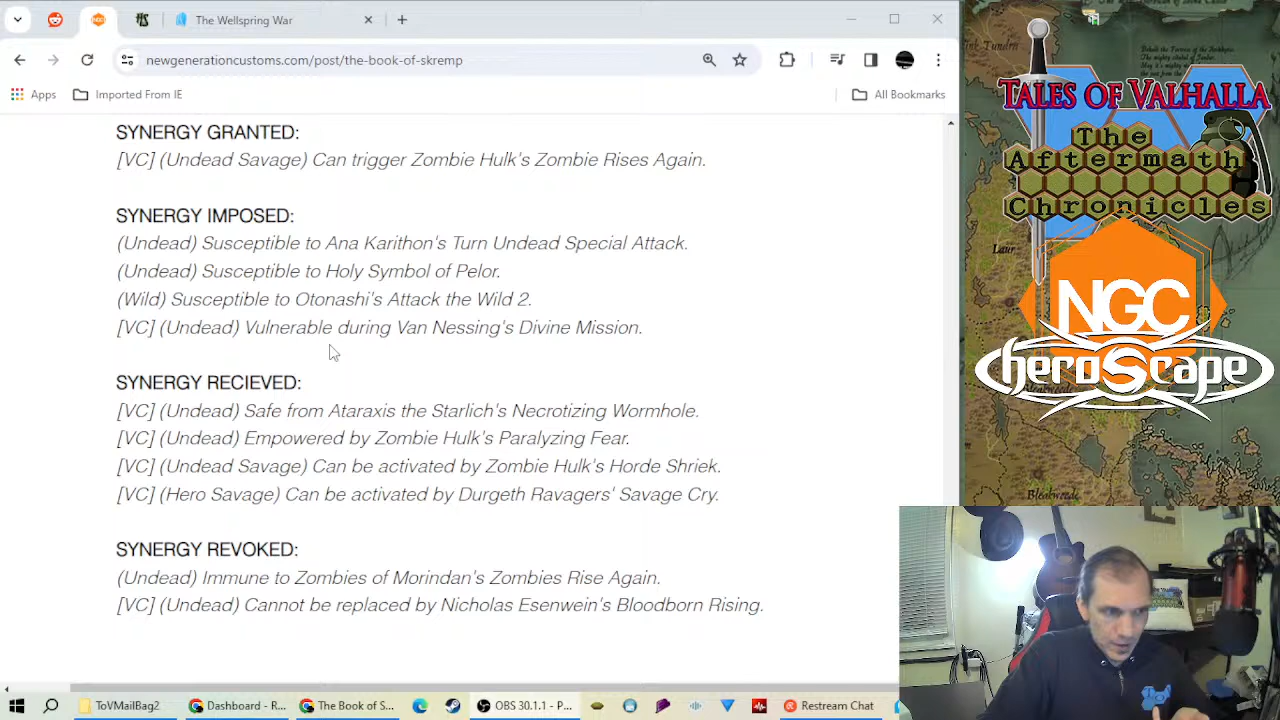 The Wellspring War
newgenerationcustoms.com/post/the-book-of-skremp
Apps
Imported From IE
All Bookmarks
SYNERGY GRANTED:
[VC] (Undead Savage) Can trigger Zombie Hulk's Zombie Rises Again.
SYNERGY IMPOSED:
(Undead) Susceptible to Ana Karithon's Turn Undead Special Attack.
(Undead) Susceptible to Holy Symbol of Pelor.
(Wild) Susceptible to Otonashi's Attack the Wild 2.
[VC] (Undead) Vulnerable during Van Nessing's Divine Mission.
SYNERGY RECIEVED:
[VC] (Undead) Safe from Ataraxis the Starlich's Necrotizing Wormhole.
[VC] (Undead) Empowered by Zombie Hulk's Paralyzing Fear.
[VC] (Undead Savage) Can be activated by Zombie Hulk's Horde Shriek.
[VC] (Hero Savage) Can be activated by Durgeth Ravagers' Savage Cry.
SYNERGY REVOKED:
(Undead) Immune to Zombies of Morindan's Zombies Rise Again.
[VC] (Undead) Cannot be replaced by Nicholas Esenwein's Bloodborn Rising.
TALES OF VALHALLA
The
Aftermath
Chronicles
Laur
NGC
heroScape
Bleakwoode
ToVMailBag2
Dashboard - R...
The Book of S...
OBS 30.1.1 - P...
Restream Chat